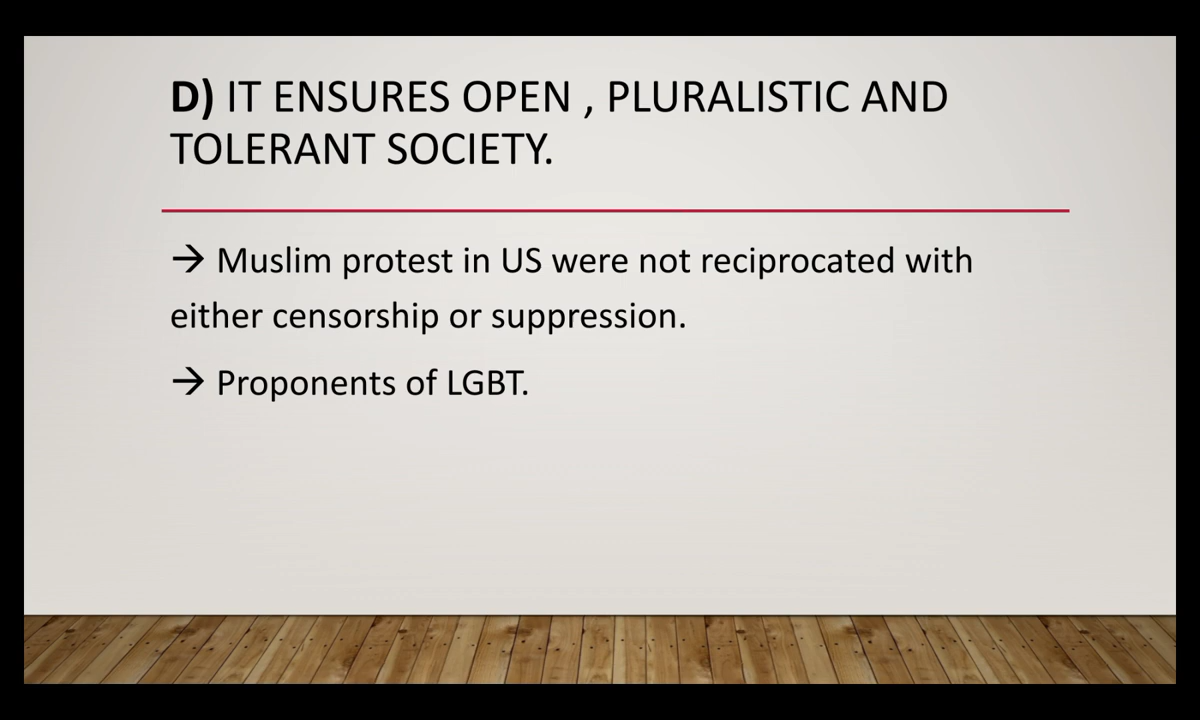 D) IT ENSURES OPEN , PLURALISTIC AND
TOLERANT SOCIETY.
→ Muslim protest in US were not reciprocated with
either censorship or suppression.
→ Proponents of LGBT.